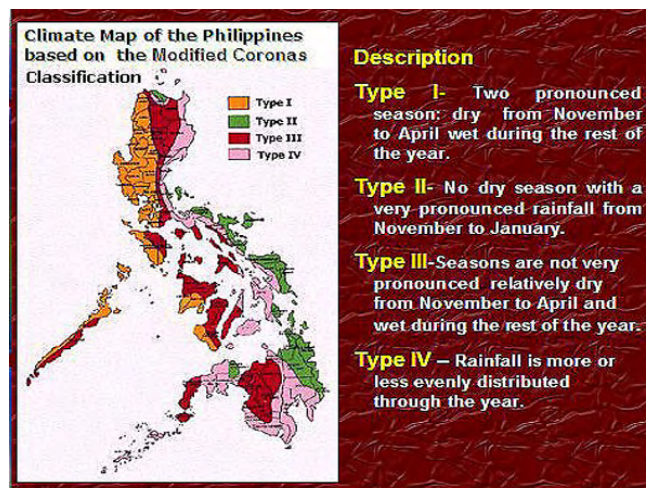 Climate Map of the Philippines
based on the Modified Coronas
Classification
Type I
Type II
Type III
Type IV
Description
Type I- Two pronounced
season: dry from November
to April wet during the rest of
the year.
Type II- No dry season with a
very pronounced rainfall from
November to January.
Type III-Seasons are not very
pronounced relatively dry
from November to April and
wet during the rest of the year.
Type IV – Rainfall is more or
less evenly distributed
through the year.